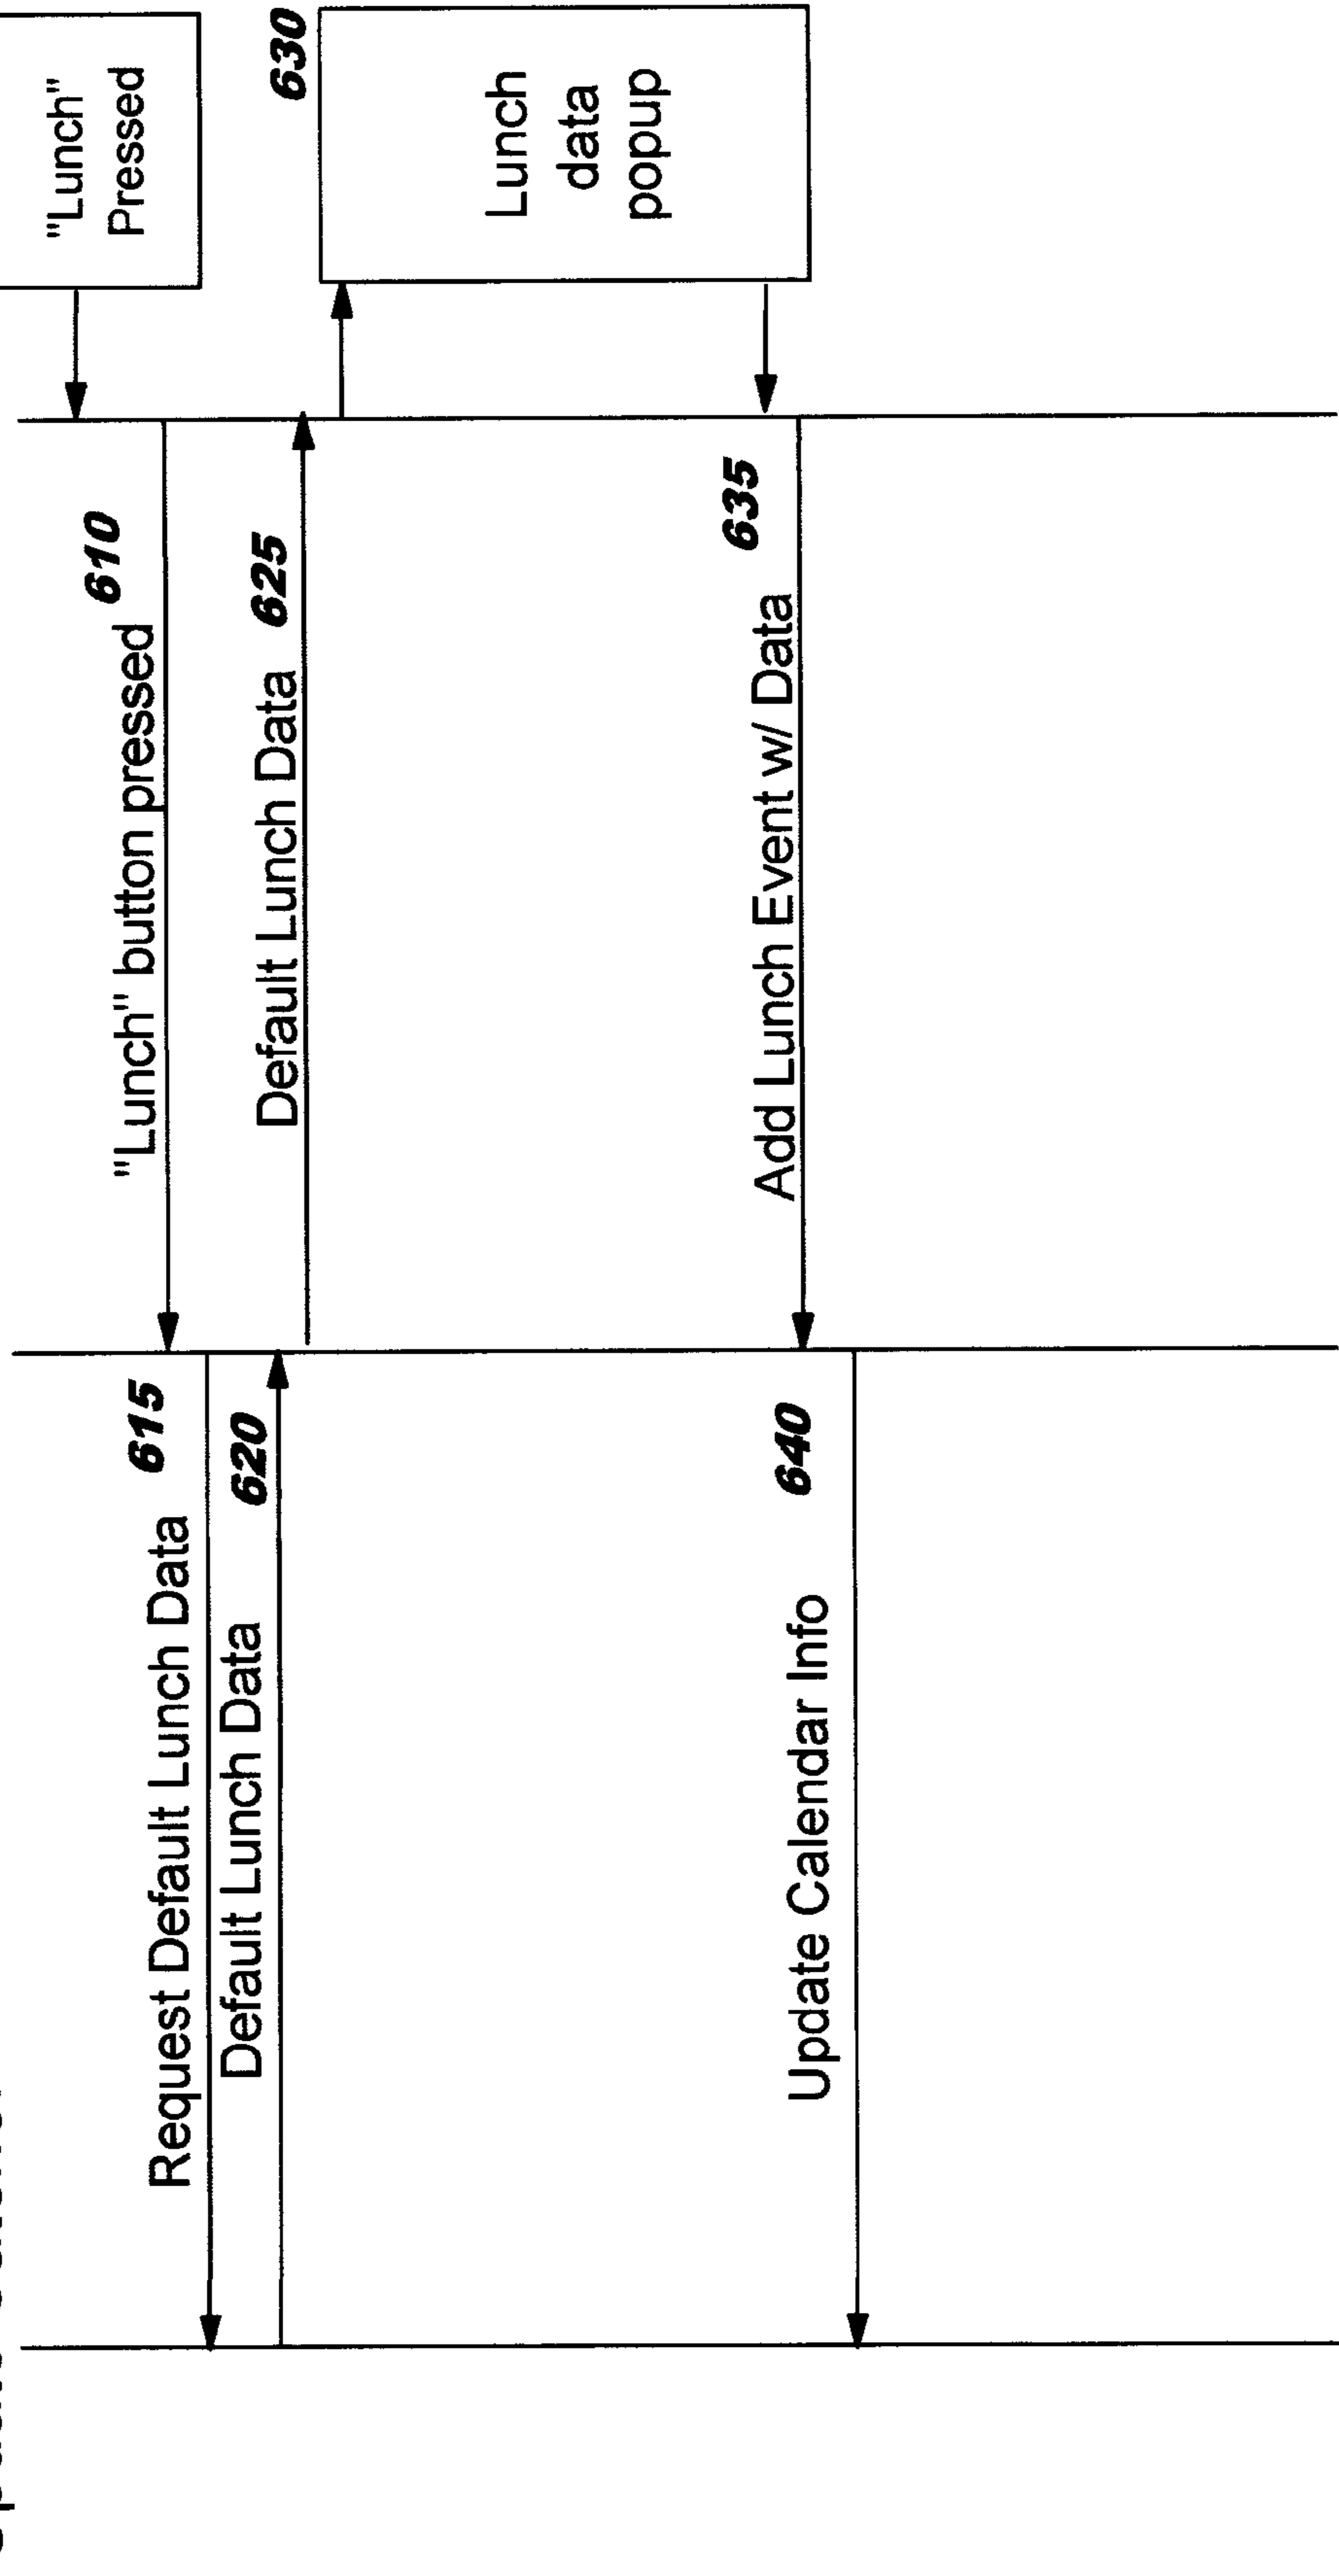 "Lunch"
Pressed
"Lunch" button pressed 610
Request Default Lunch Data 615
Default Lunch Data 620
Default Lunch Data 625
630
Lunch
data
popup
Add Lunch Event w/ Data 635
Update Calendar Info 640